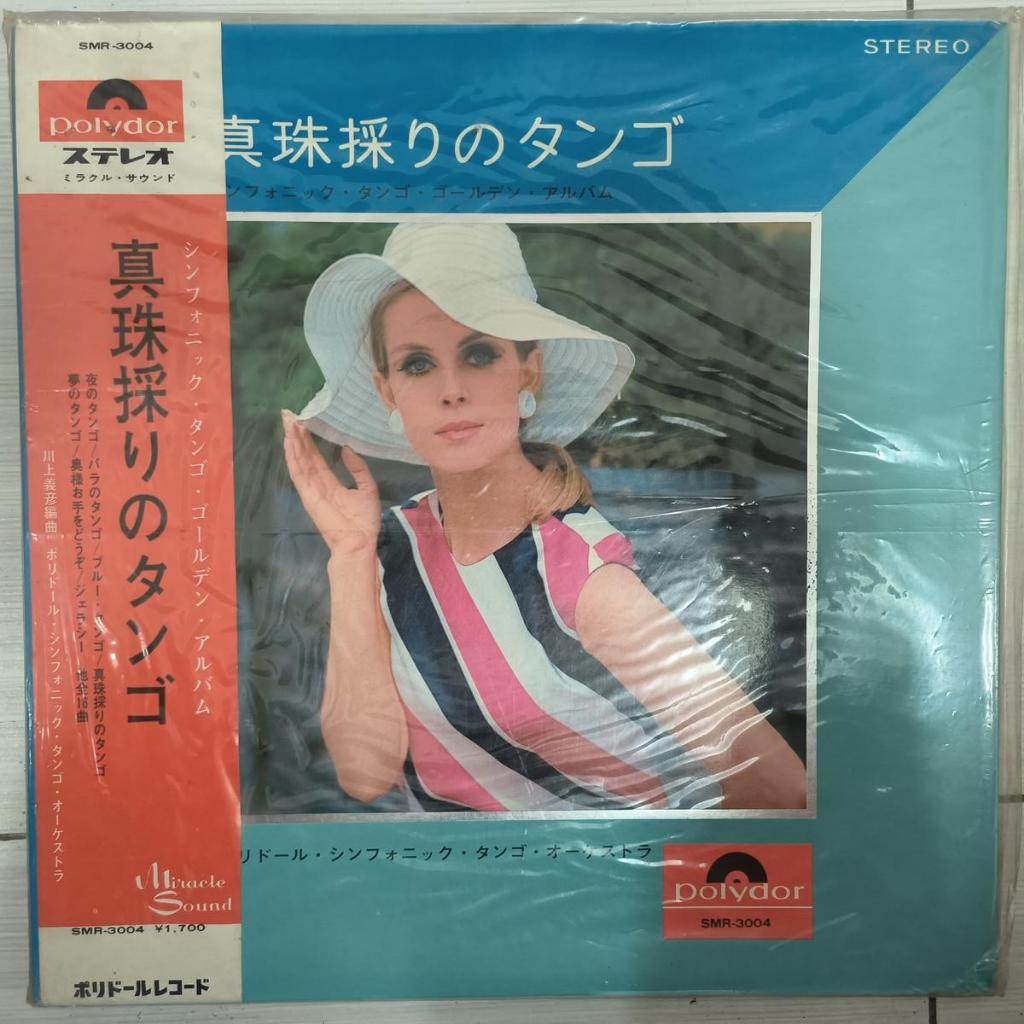 SMR-3004
polydor
ステレオ
ミラクル・サウンド
シンフォニック・タンゴ・ゴールデン・アルバム
真珠採りのタンゴ
夜のタンゴ/バラのタンゴ/ブルー・タンゴ/真珠採りのタンゴ
夢のタンゴ/奥様お手をどうぞ/ジェラシー 他全16曲
川上義彦編曲 ポリドール・シンフォニック・タンゴ・オーケストラ
Miracle
Sound
SMR-3004 ¥1,700
ポリドールレコード
STEREO
真珠採りのタンゴ
ンフォニック・タンゴ・ゴールデン・アルバム
リドール・シンフォニック・タンゴ・オーケストラ
polydor
SMR-3004